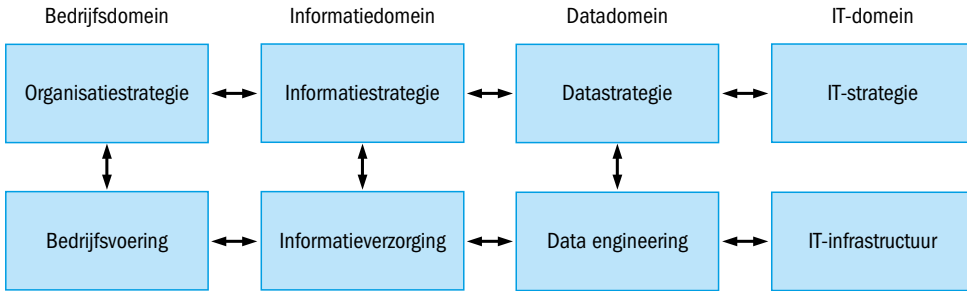 Bedrijfsdomein
Informatiedomein
Datadomein
IT-domein
Organisatiestrategie
Informatiestrategie
Datastrategie
IT-strategie
Bedrijfsvoering
Informatieverzorging
Data engineering
IT-infrastructuur